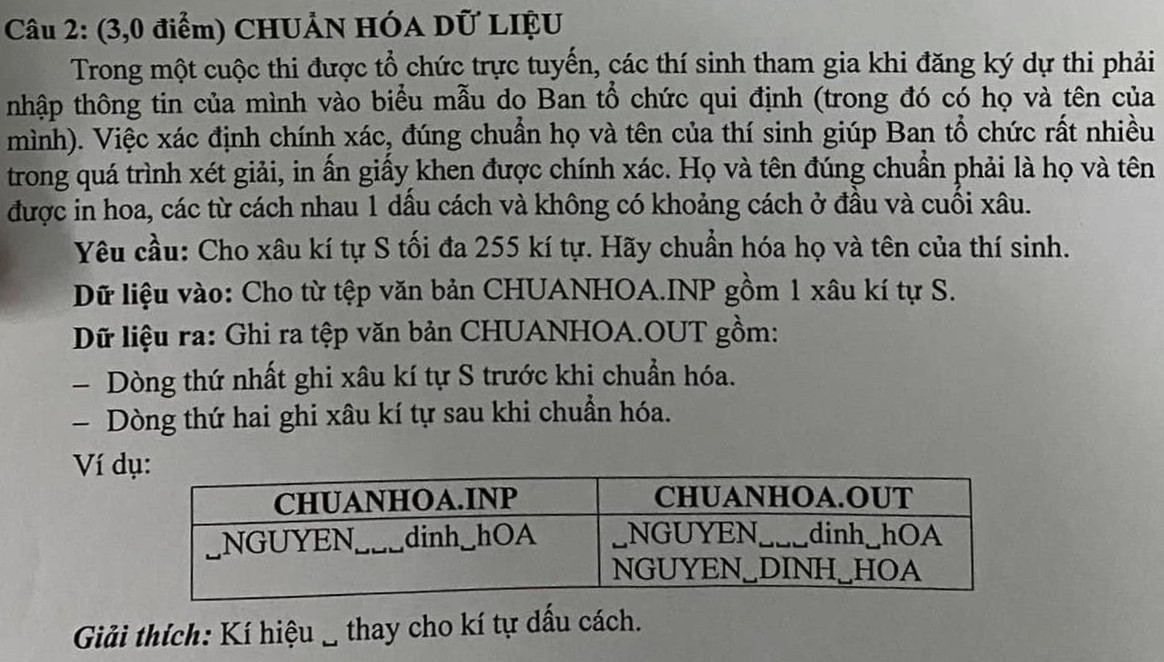 Câu 2: (3,0 điểm) CHUẨN HÓA DỮ LIỆU
Trong một cuộc thi được tổ chức trực tuyến, các thí sinh tham gia khi đăng ký dự thi phải
nhập thông tin của mình vào biểu mẫu do Ban tổ chức qui định (trong đó có họ và tên của
mình). Việc xác định chính xác, đúng chuẩn họ và tên của thí sinh giúp Ban tổ chức rất nhiều
trong quá trình xét giải, in ấn giấy khen được chính xác. Họ và tên đúng chuẩn phải là họ và tên
được in hoa, các từ cách nhau 1 dấu cách và không có khoảng cách ở đầu và cuối xâu.
Yêu cầu: Cho xâu kí tự S tối đa 255 kí tự. Hãy chuẩn hóa họ và tên của thí sinh.
Dữ liệu vào: Cho từ tệp văn bản CHUANHOA.INP gồm 1 xâu kí tự S.
Dữ liệu ra: Ghi ra tệp văn bản CHUANHOA.OUT gồm:
– Dòng thứ nhất ghi xâu kí tự S trước khi chuẩn hóa.
– Dòng thứ hai ghi xâu kí tự sau khi chuẩn hóa.
Ví dụ:
CHUANHOA.INP CHUANHOA.OUT
␣NGUYEN␣␣␣dinh␣hOA ␣NGUYEN␣␣␣dinh␣hOA
NGUYEN␣DINH␣HOA
Giải thích: Kí hiệu ␣ thay cho kí tự dấu cách.